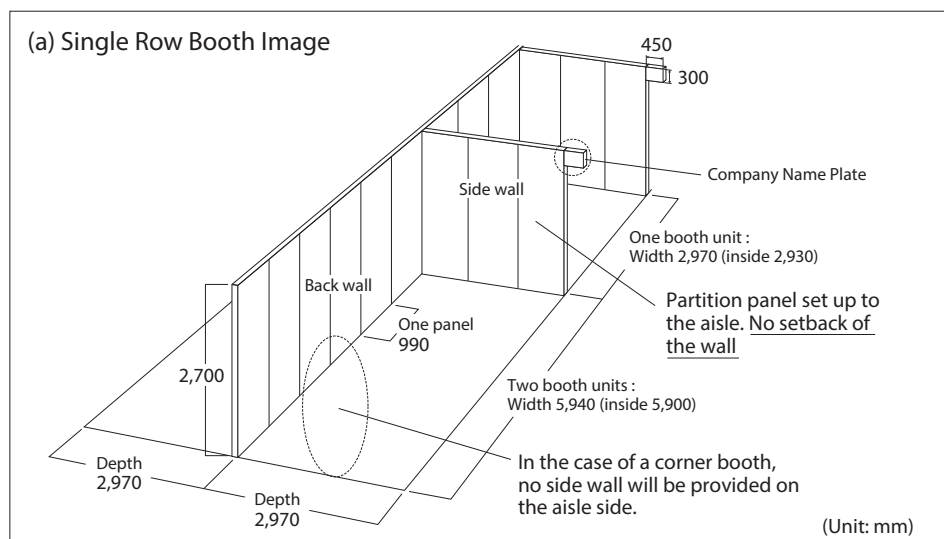 (a) Single Row Booth Image
450
300
Company Name Plate
Side wall
One booth unit :
Width 2,970 (inside 2,930)
Back wall
Partition panel set up to
the aisle. No setback of
the wall
One panel
990
2,700
Two booth units :
Width 5,940 (inside 5,900)
Depth
2,970
Depth
2,970
In the case of a corner booth,
no side wall will be provided on
the aisle side.
(Unit: mm)